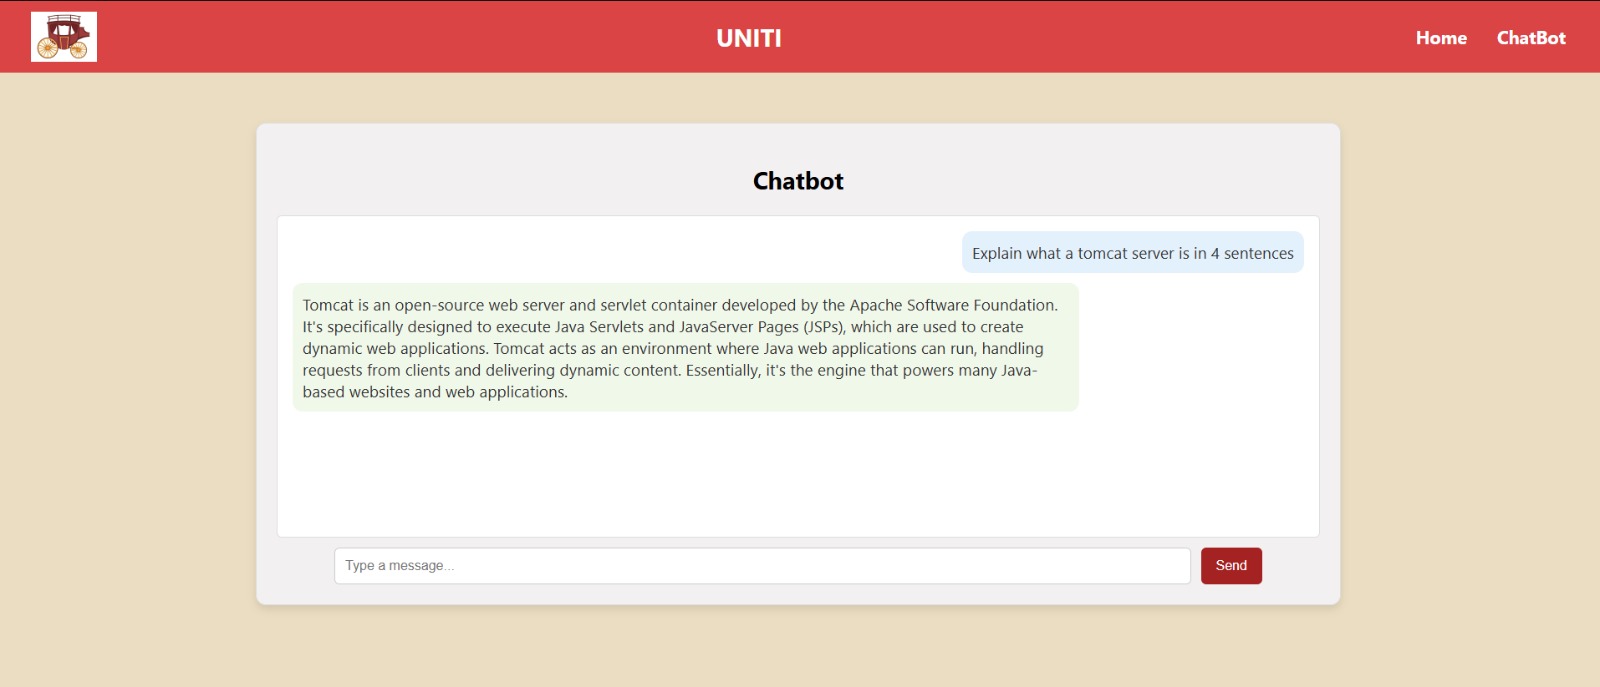 UNITI
Home
ChatBot
Chatbot
Explain what a tomcat server is in 4 sentences
Tomcat is an open-source web server and servlet container developed by the Apache Software Foundation.
It's specifically designed to execute Java Servlets and JavaServer Pages (JSPs), which are used to create
dynamic web applications. Tomcat acts as an environment where Java web applications can run, handling
requests from clients and delivering dynamic content. Essentially, it's the engine that powers many Java-
based websites and web applications.
Type a message...
Send